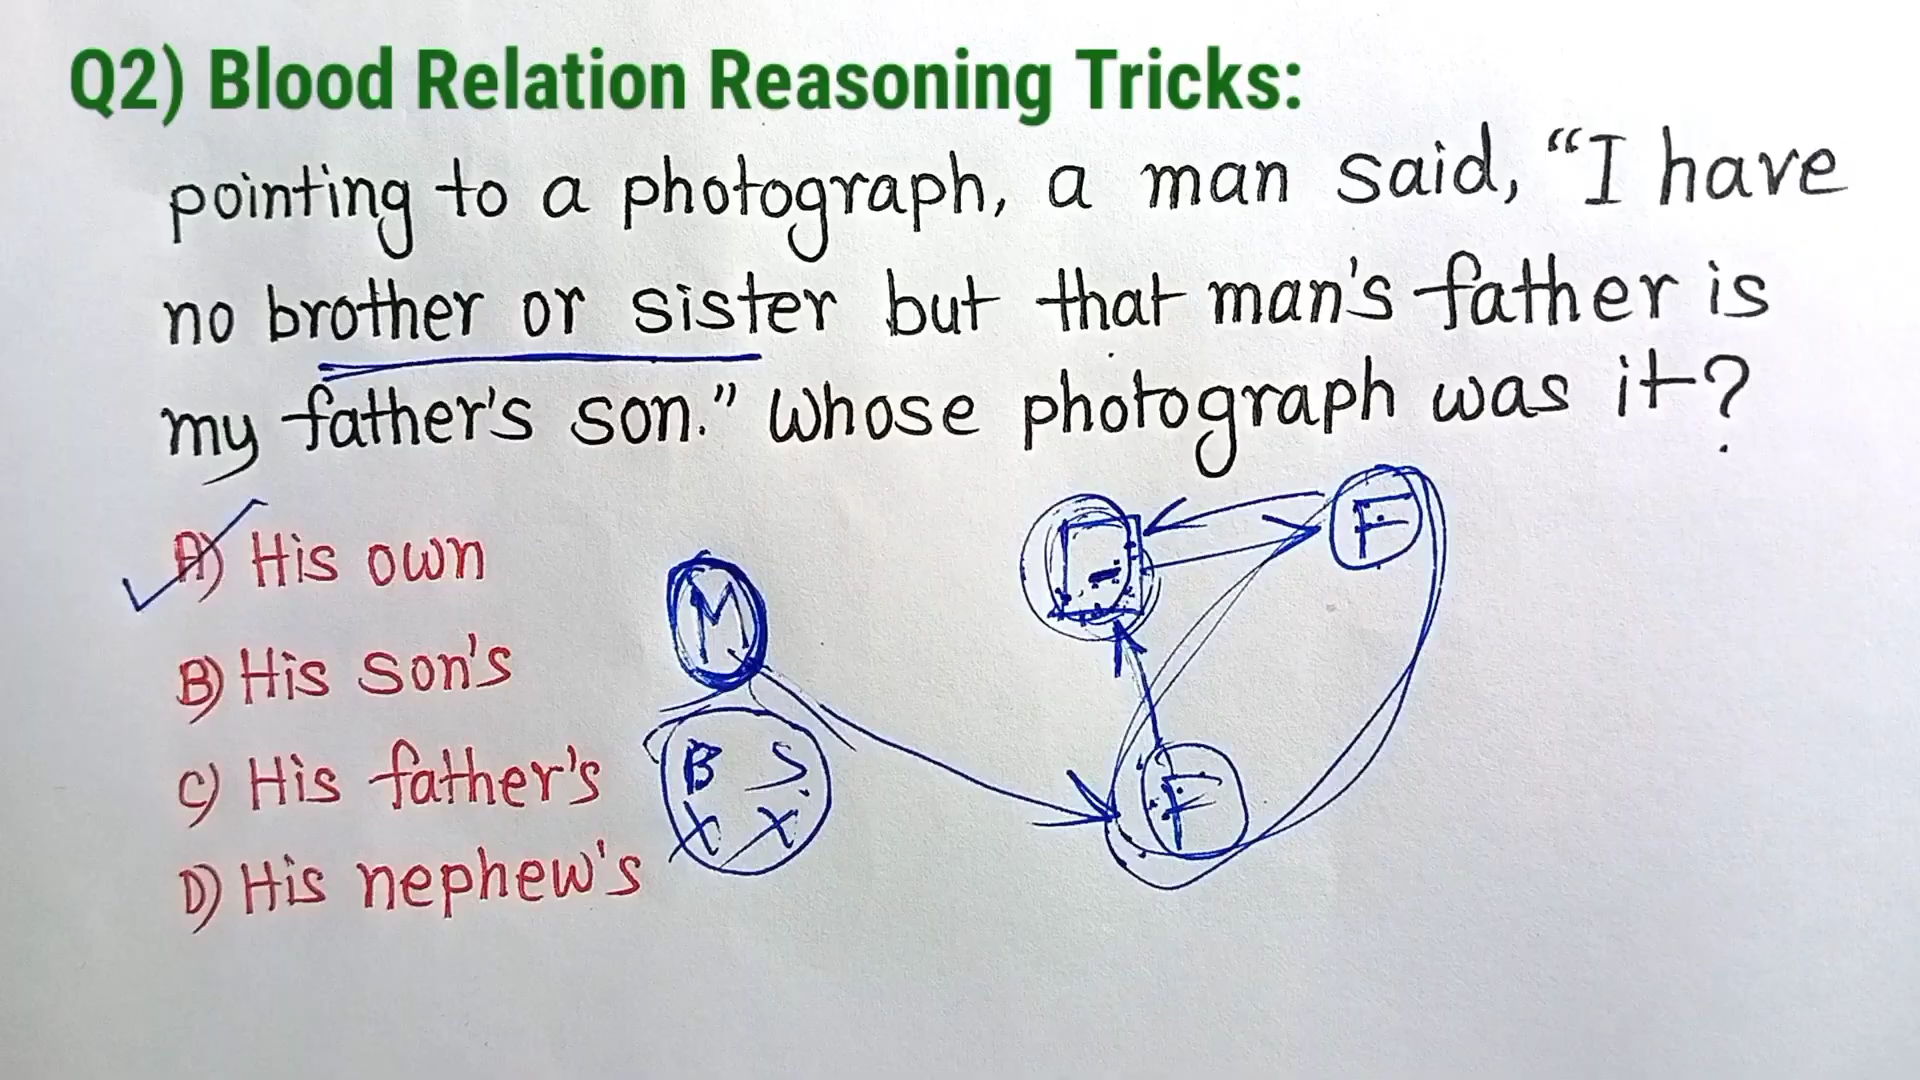 Q2) Blood Relation Reasoning Tricks:
pointing to a photograph, a man said, "I have
no brother or sister but that man's father is
my father's son." Whose photograph was it?
A) His own
B) His son's
C) His father's
D) His nephew's
M
B S
X X
-
F
F